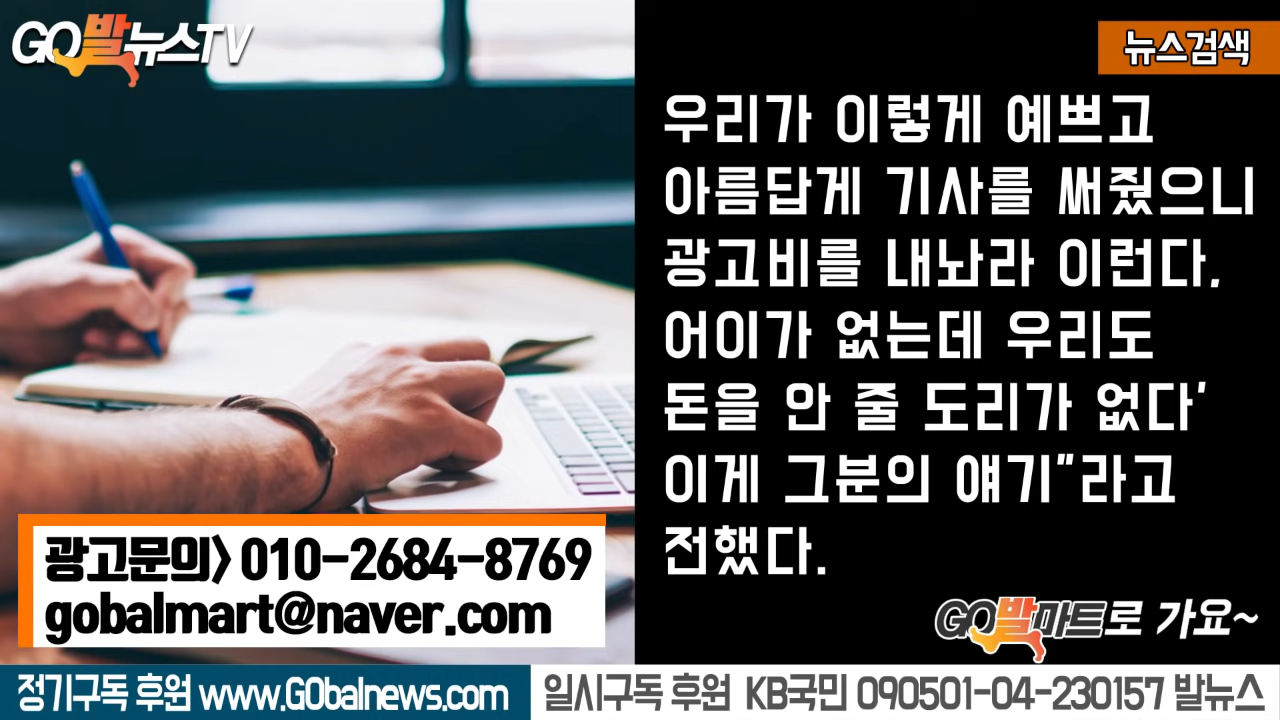 GO발뉴스TV
뉴스검색
우리가 이렇게 예쁘고
아름답게 기사를 써줬으니
광고비를 내놔라 이런다,
어이가 없는데 우리도
돈을 안 줄 도리가 없다'
이게 그분의 얘기"라고
전했다.
광고문의> 010-2684-8769
gobalmart@naver.com
GO발마트로 가요~
정기구독 후원 www.GObalnews.com
일시구독 후원 KB국민 090501-04-230157 발뉴스